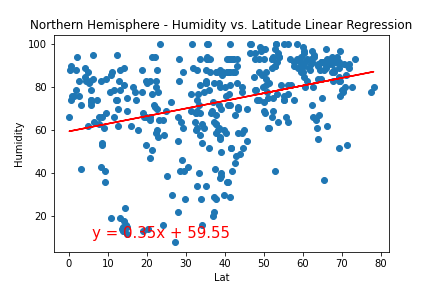 Northern Hemisphere - Humidity vs. Latitude Linear Regression
100
80
60
40
20
Humidity
y = 0.35x + 59.55
0 10 20 30 40 50 60 70 80
Lat